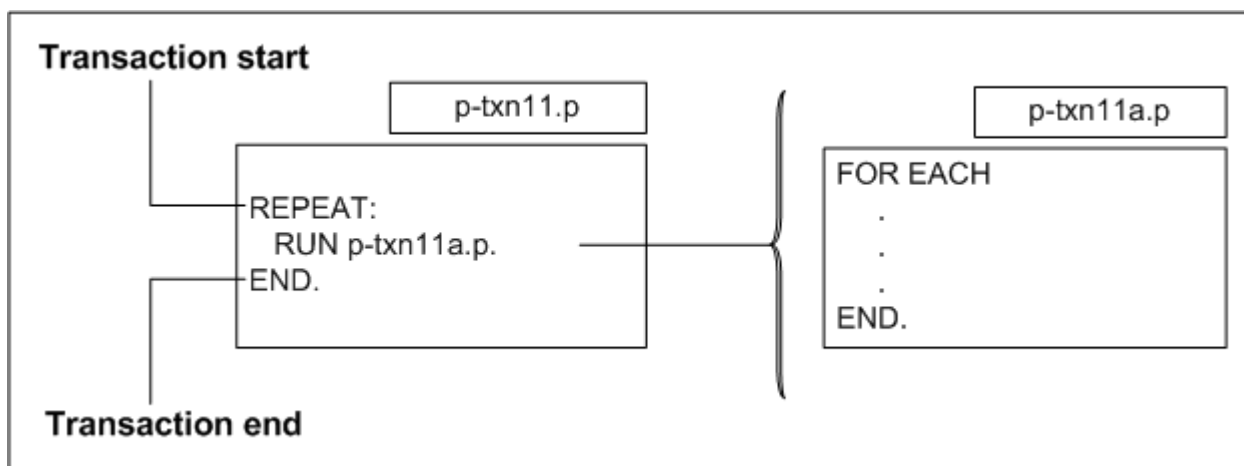 Transaction start
p-txn11.p
REPEAT:
RUN p-txn11a.p.
END.
Transaction end
p-txn11a.p
FOR EACH
.
.
.
END.